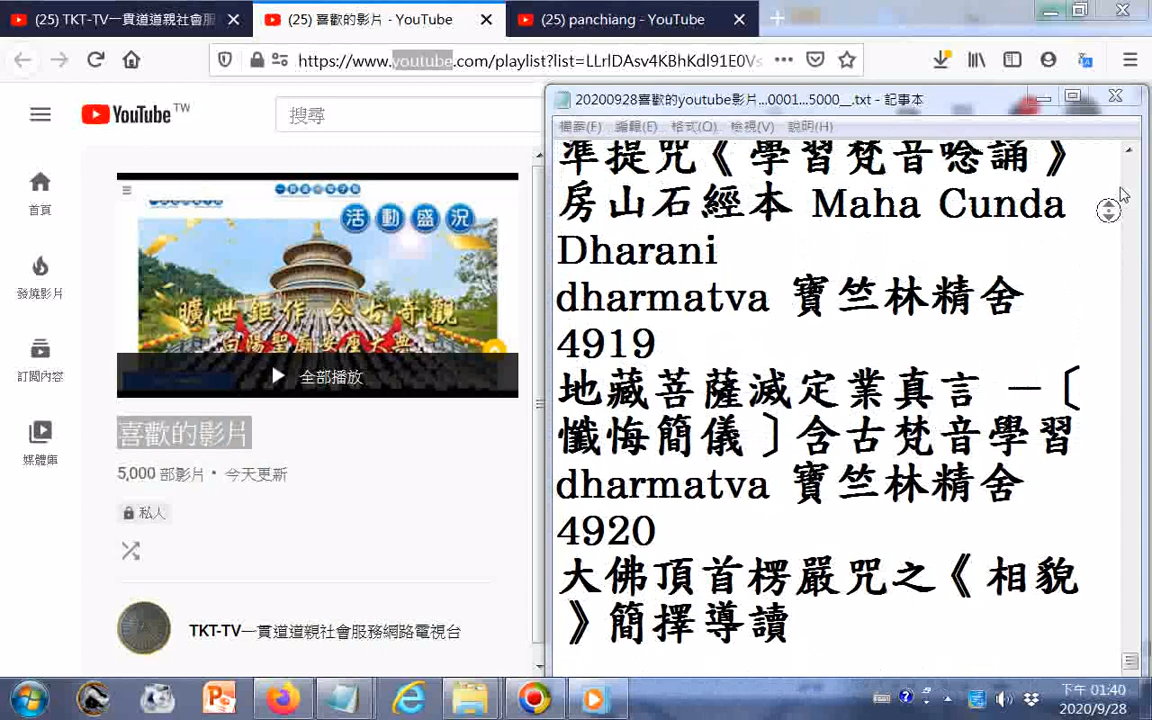 (25) TKT-TV一貫道道親社會服
(25) 喜歡的影片 - YouTube
(25) panchiang - YouTube
https://www.youtube.com/playlist?list=LLrlDAsv4KBhKdl91E0Vs
YouTube TW
搜尋
首頁
發燒影片
訂閱內容
媒體庫
活動盛況
曠世鉅作 今古奇觀
白陽聖廟安座大典
全部播放
喜歡的影片
5,000 部影片・今天更新
私人
TKT-TV一貫道道親社會服務網路電視台
20200928喜歡的youtube影片...0001...5000__.txt - 記事本
檔案(F) 編輯(E) 格式(O) 檢視(V) 說明(H)
準提咒《學習梵音唸誦》
房山石經本 Maha Cunda
Dharani
dharmatva 寶竺林精舍
4919
地藏菩薩滅定業真言 —〔
懺悔簡儀〕含古梵音學習
dharmatva 寶竺林精舍
4920
大佛頂首楞嚴咒之《相貌
》簡擇導讀
下午 01:40
2020/9/28